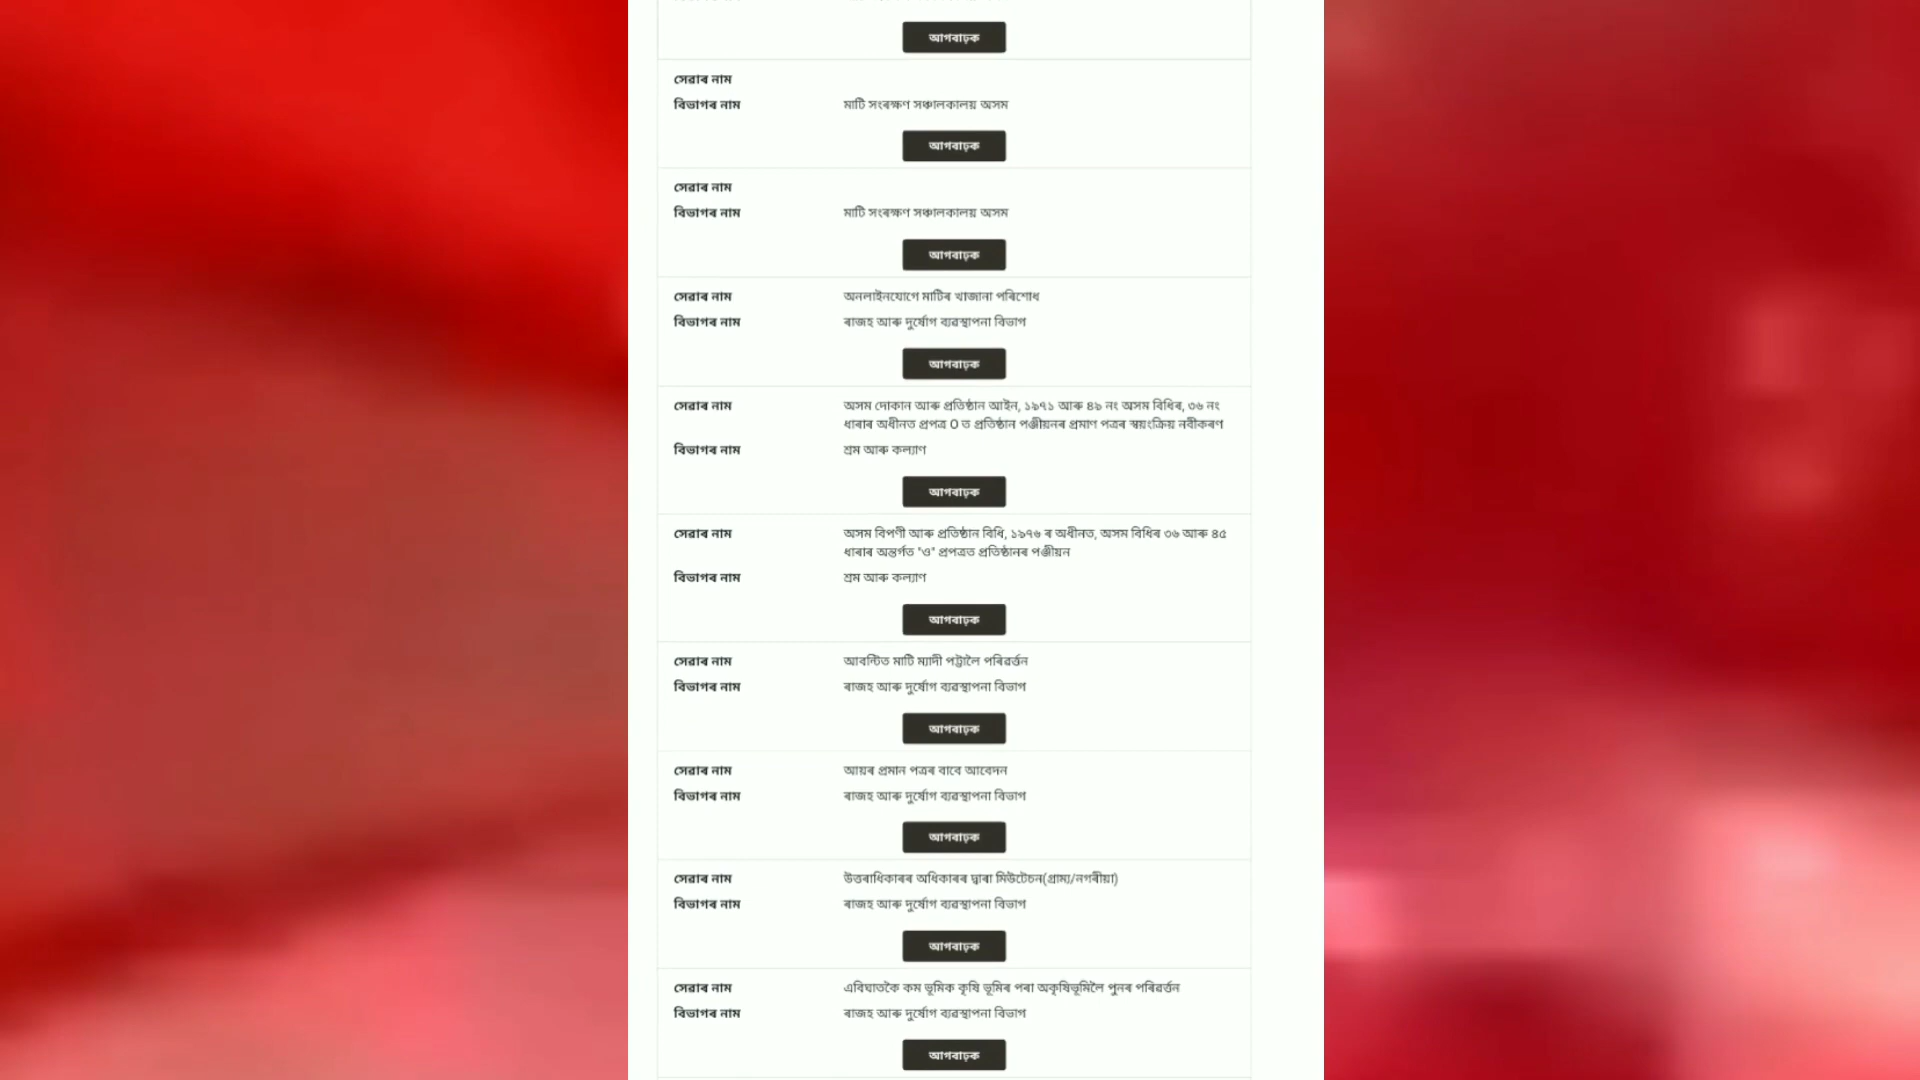 আগবাঢ়ক
সেৱাৰ নাম
বিভাগৰ নাম মাটি সংৰক্ষণ সঞ্চালকালয় অসম
আগবাঢ়ক
সেৱাৰ নাম
বিভাগৰ নাম মাটি সংৰক্ষণ সঞ্চালকালয় অসম
আগবাঢ়ক
সেৱাৰ নাম অনলাইনযোগে মাটিৰ খাজানা পৰিশোধ
বিভাগৰ নাম ৰাজহ আৰু দুৰ্যোগ ব্যৱস্থাপনা বিভাগ
আগবাঢ়ক
সেৱাৰ নাম অসম দোকান আৰু প্ৰতিষ্ঠান আইন, ১৯৭১ আৰু ৪৯ নং অসম বিধিৰ, ৩৬ নং
ধাৰাৰ অধীনত প্ৰপত্ৰ O ত প্ৰতিষ্ঠান পঞ্জীয়নৰ প্ৰমাণ পত্ৰৰ স্বয়ংক্ৰিয় নবীকৰণ
বিভাগৰ নাম শ্ৰম আৰু কল্যাণ
আগবাঢ়ক
সেৱাৰ নাম অসম বিপণী আৰু প্ৰতিষ্ঠান বিধি, ১৯৭৬ ৰ অধীনত, অসম বিধিৰ ৩৬ আৰু ৪৫
ধাৰাৰ অন্তৰ্গত "ও" প্ৰপত্ৰত প্ৰতিষ্ঠানৰ পঞ্জীয়ন
বিভাগৰ নাম শ্ৰম আৰু কল্যাণ
আগবাঢ়ক
সেৱাৰ নাম আবন্টিত মাটি ম্যাদী পট্টালৈ পৰিৱৰ্ত্তন
বিভাগৰ নাম ৰাজহ আৰু দুৰ্যোগ ব্যৱস্থাপনা বিভাগ
আগবাঢ়ক
সেৱাৰ নাম আয়ৰ প্ৰমান পত্ৰৰ বাবে আবেদন
বিভাগৰ নাম ৰাজহ আৰু দুৰ্যোগ ব্যৱস্থাপনা বিভাগ
আগবাঢ়ক
সেৱাৰ নাম উত্তৰাধিকাৰৰ অধিকাৰৰ দ্বাৰা মিউটেচন(গ্ৰাম্য/নগৰীয়া)
বিভাগৰ নাম ৰাজহ আৰু দুৰ্যোগ ব্যৱস্থাপনা বিভাগ
আগবাঢ়ক
সেৱাৰ নাম এবিঘাতকৈ কম ভূমিক কৃষি ভূমিৰ পৰা অকৃষিভূমিলৈ পুনৰ পৰিৱৰ্ত্তন
বিভাগৰ নাম ৰাজহ আৰু দুৰ্যোগ ব্যৱস্থাপনা বিভাগ
আগবাঢ়ক